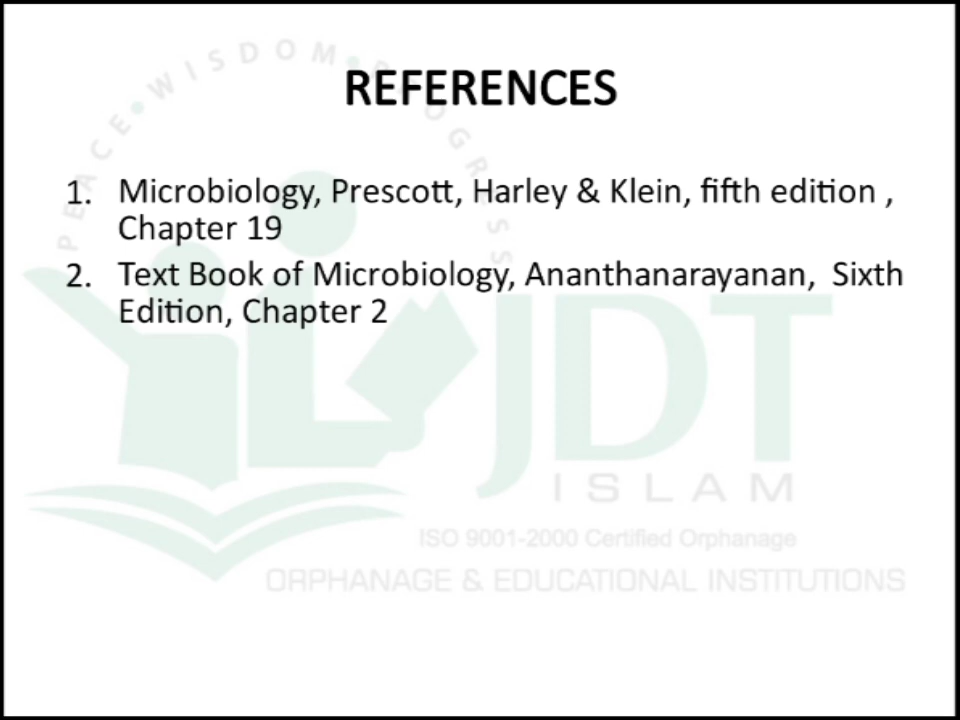 PEACE • WISDOM • PROGRESS
REFERENCES
1. Microbiology, Prescott, Harley & Klein, fifth edition ,
Chapter 19
2. Text Book of Microbiology, Ananthanarayanan,  Sixth
Edition, Chapter 2
JDT
ISLAM
ISO 9001-2000 Certified Orphanage
ORPHANAGE & EDUCATIONAL INSTITUTIONS